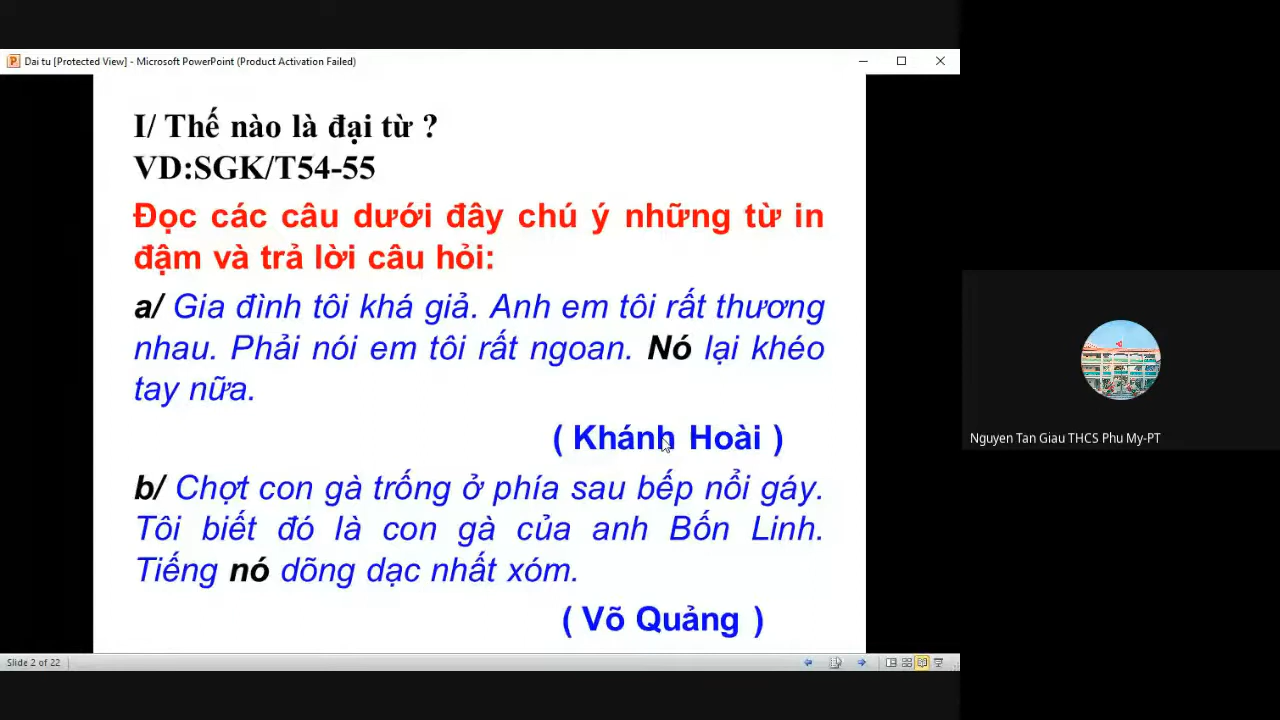 Dai tu [Protected View] - Microsoft PowerPoint (Product Activation Failed)
I/ Thế nào là đại từ ?
VD:SGK/T54-55
Đọc các câu dưới đây chú ý những từ in
đậm và trả lời câu hỏi:
a/ Gia đình tôi khá giả. Anh em tôi rất thương
nhau. Phải nói em tôi rất ngoan. Nó lại khéo
tay nữa.
( Khánh Hoài )
b/ Chợt con gà trống ở phía sau bếp nổi gáy.
Tôi biết đó là con gà của anh Bốn Linh.
Tiếng nó dõng dạc nhất xóm.
( Võ Quảng )
Slide 2 of 22
Nguyen Tan Giau THCS Phu My-PT